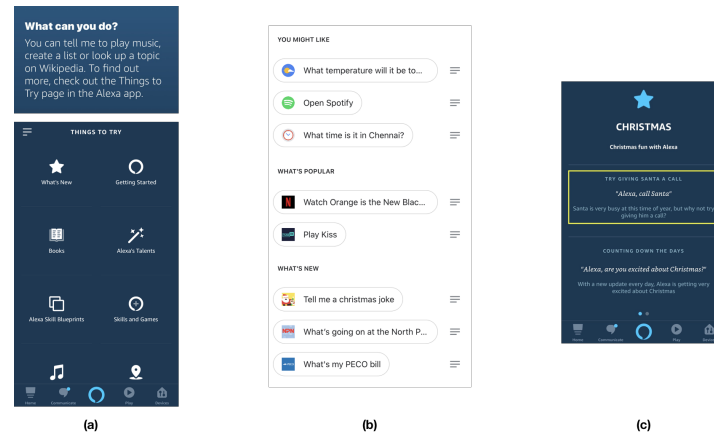 What can you do?
You can tell me to play music,
create a list or look up a topic
on Wikipedia. To find out
more, check out the Things to
Try page in the Alexa app.
THINGS TO TRY
What's New
Getting Started
Books
Alexa's Talents
Alexa Skill Blueprints
Skills and Games
Home
Communicate
Play
Devices
(a)
YOU MIGHT LIKE
What temperature will it be to...
Open Spotify
What time is it in Chennai?
WHAT'S POPULAR
Watch Orange is the New Blac...
Play Kiss
WHAT'S NEW
Tell me a christmas joke
What's going on at the North P...
What's my PECO bill
(b)
CHRISTMAS
Christmas fun with Alexa
TRY GIVING SANTA A CALL
"Alexa, call Santa"
Santa is very busy at this time of year, but why not try
giving him a call?
COUNTING DOWN THE DAYS
"Alexa, are you excited about Christmas?"
With a new update every day, Alexa is getting very
excited about Christmas
Home
Communicate
Play
(c)